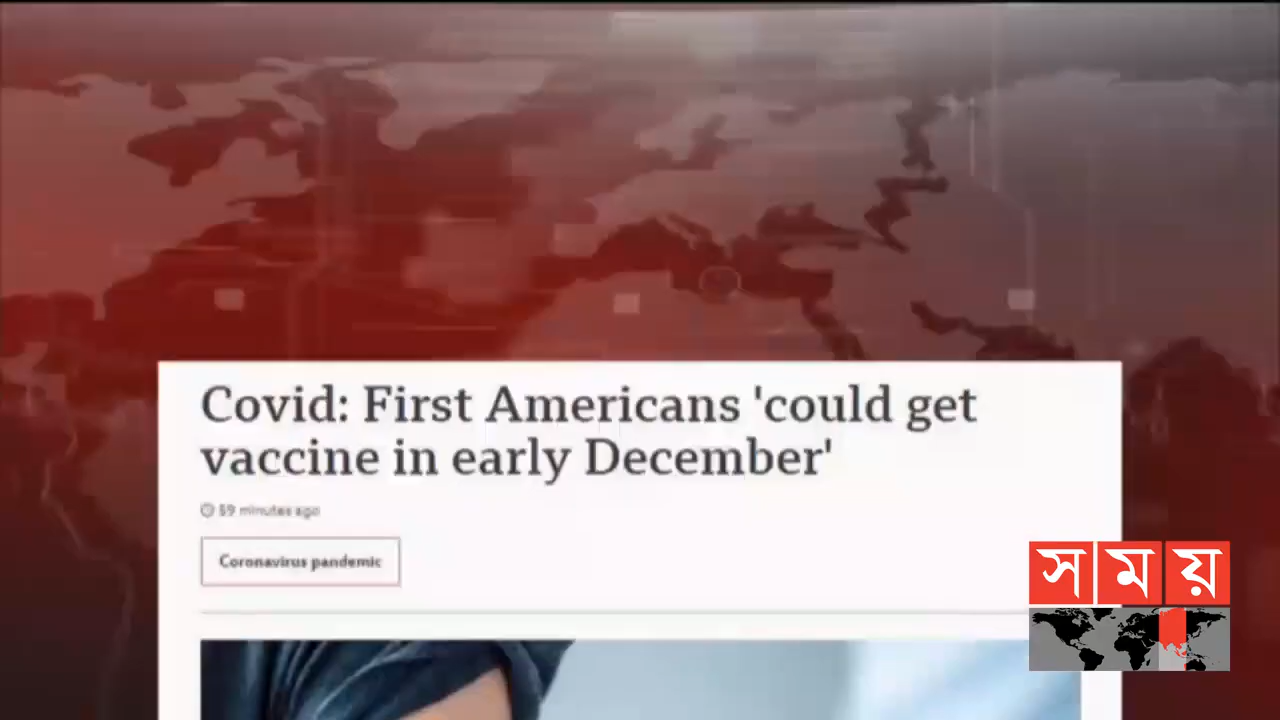 Covid: First Americans 'could get
vaccine in early December'
59 minutes ago
Coronavirus pandemic
সময়